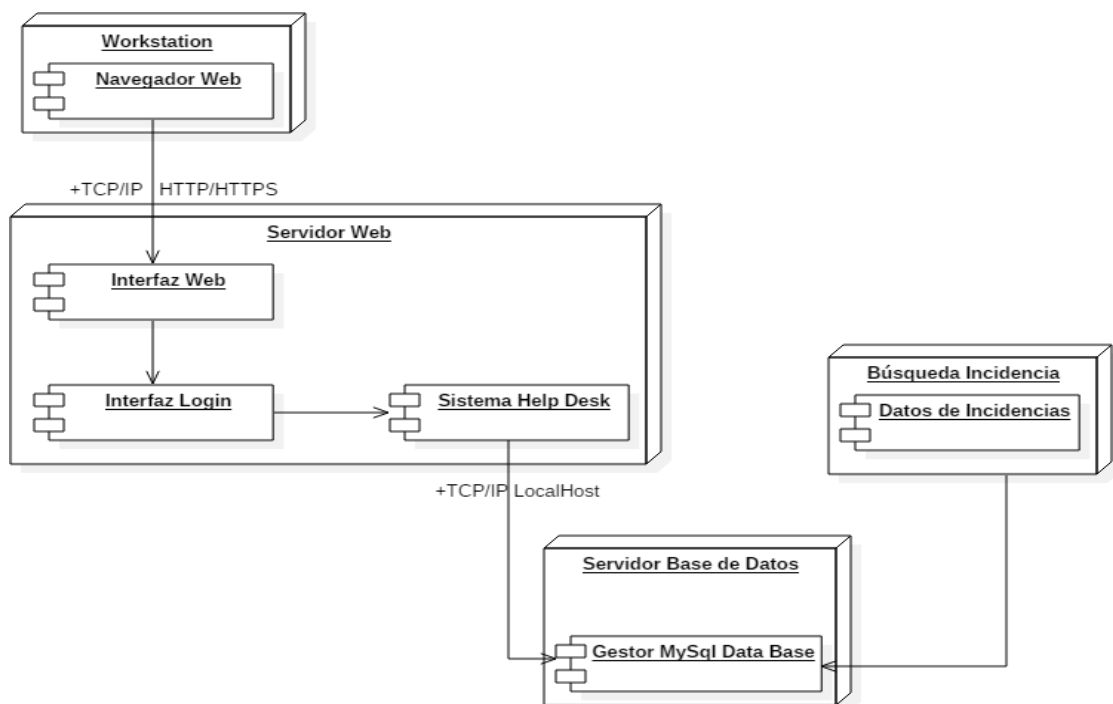 Workstation
Navegador Web
+TCP/IP HTTP/HTTPS
Servidor Web
Interfaz Web
Interfaz Login
Sistema Help Desk
Búsqueda Incidencia
Datos de Incidencias
+TCP/IP LocalHost
Servidor Base de Datos
Gestor MySql Data Base